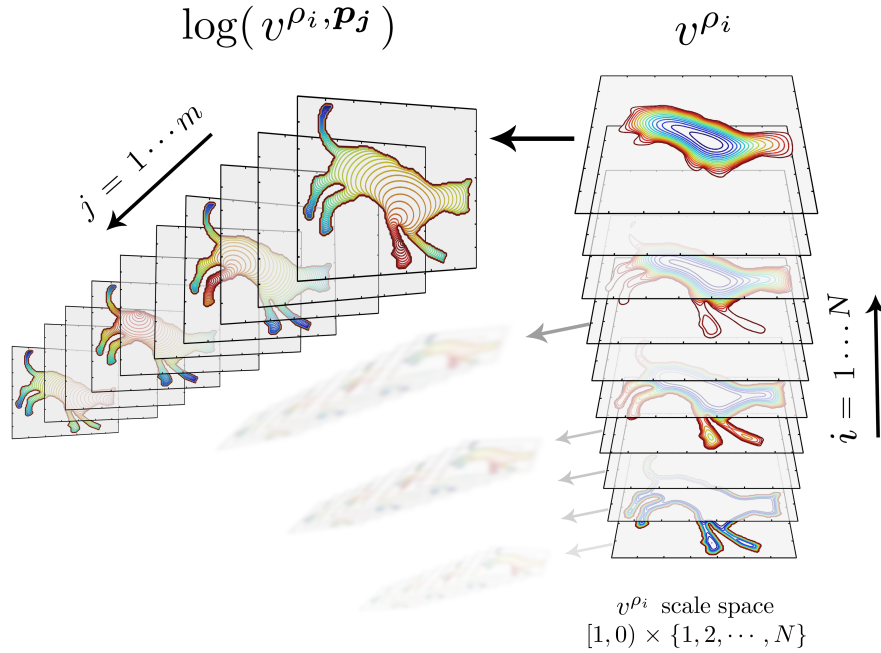 log( v^{ρ_i, p_j} )
v^{ρ_i}
j = 1 ⋯ m
i = 1 ⋯ N
v^{ρ_i} scale space
[1, 0) × {1, 2, ⋯ , N}